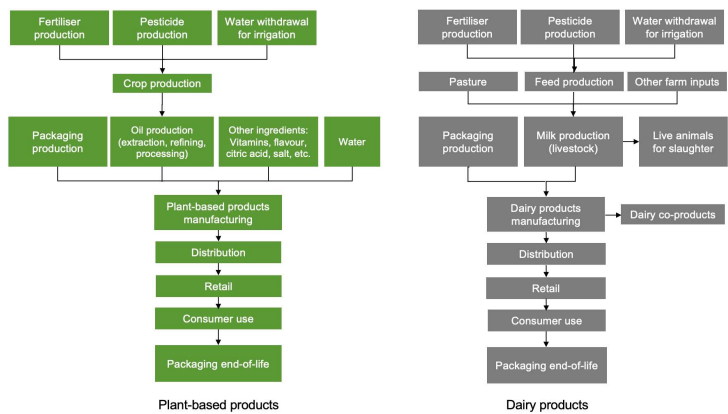 Fertiliser
production
Pesticide
production
Water withdrawal
for irrigation
Crop production
Packaging
production
Oil production
(extraction, refining,
processing)
Other ingredients:
Vitamins, flavour,
citric acid, salt, etc.
Water
Plant-based products
manufacturing
Distribution
Retail
Consumer use
Packaging end-of-life
Plant-based products
Fertiliser
production
Pesticide
production
Water withdrawal
for irrigation
Pasture
Feed production
Other farm inputs
Packaging
production
Milk production
(livestock)
Live animals
for slaughter
Dairy products
manufacturing
Dairy co-products
Distribution
Retail
Consumer use
Packaging end-of-life
Dairy products